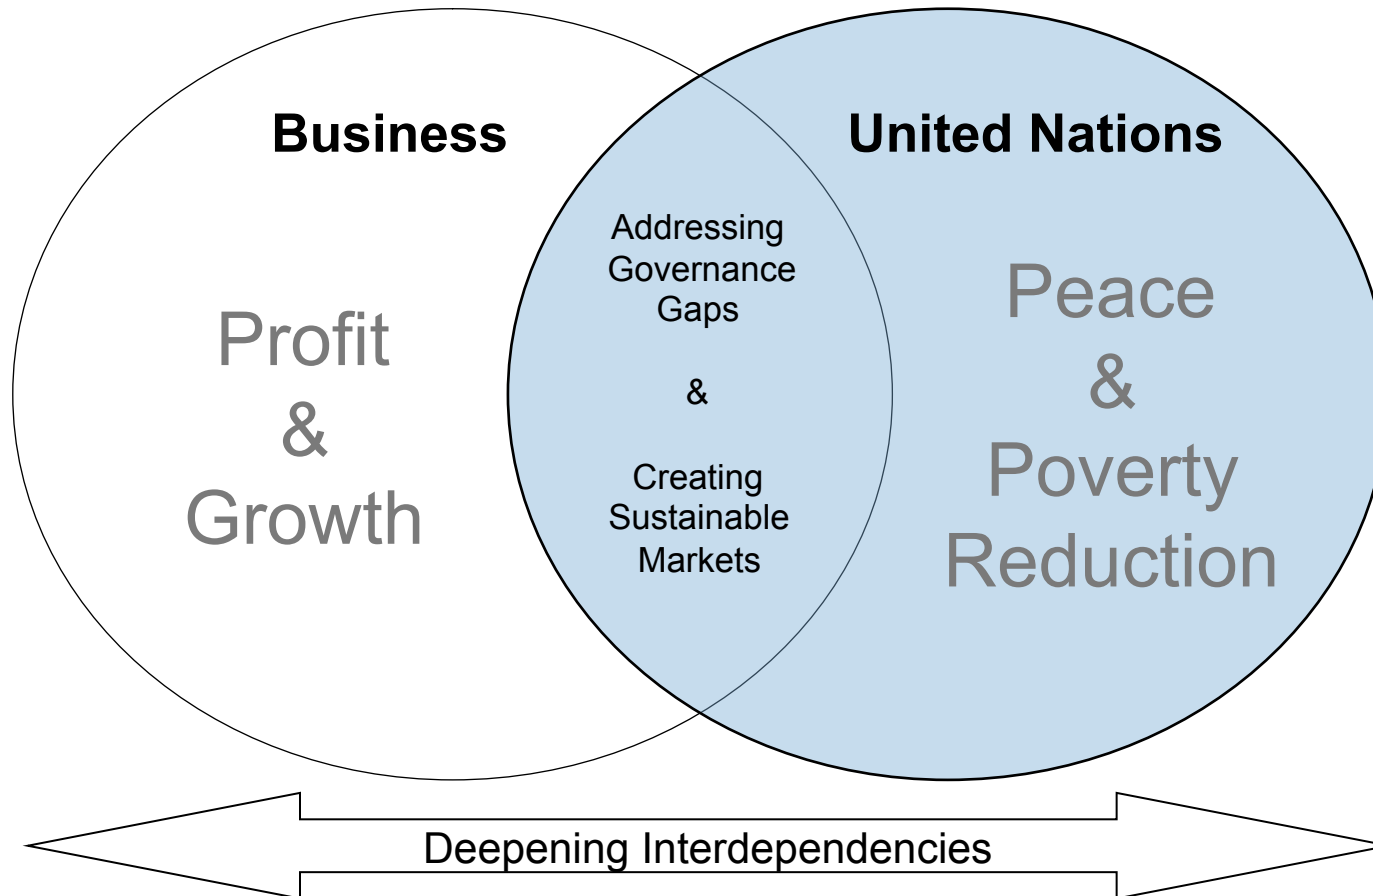 Business
Profit
&
Growth
Addressing
Governance
Gaps
&
Creating
Sustainable
Markets
United Nations
Peace
&
Poverty
Reduction
Deepening Interdependencies